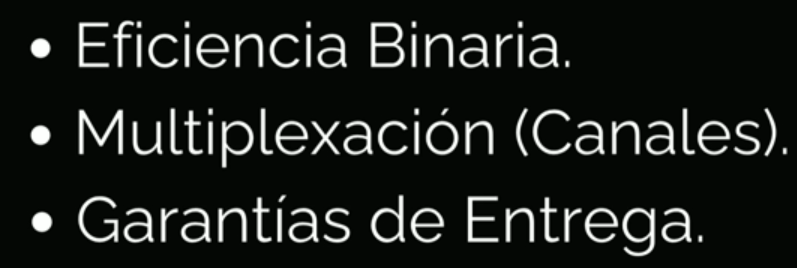 • Eficiencia Binaria.
• Multiplexación (Canales).
• Garantías de Entrega.